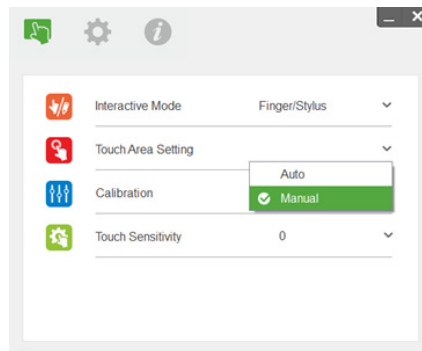 Interactive Mode Finger/Stylus
Touch Area Setting
Auto
Calibration
Manual
Touch Sensitivity 0